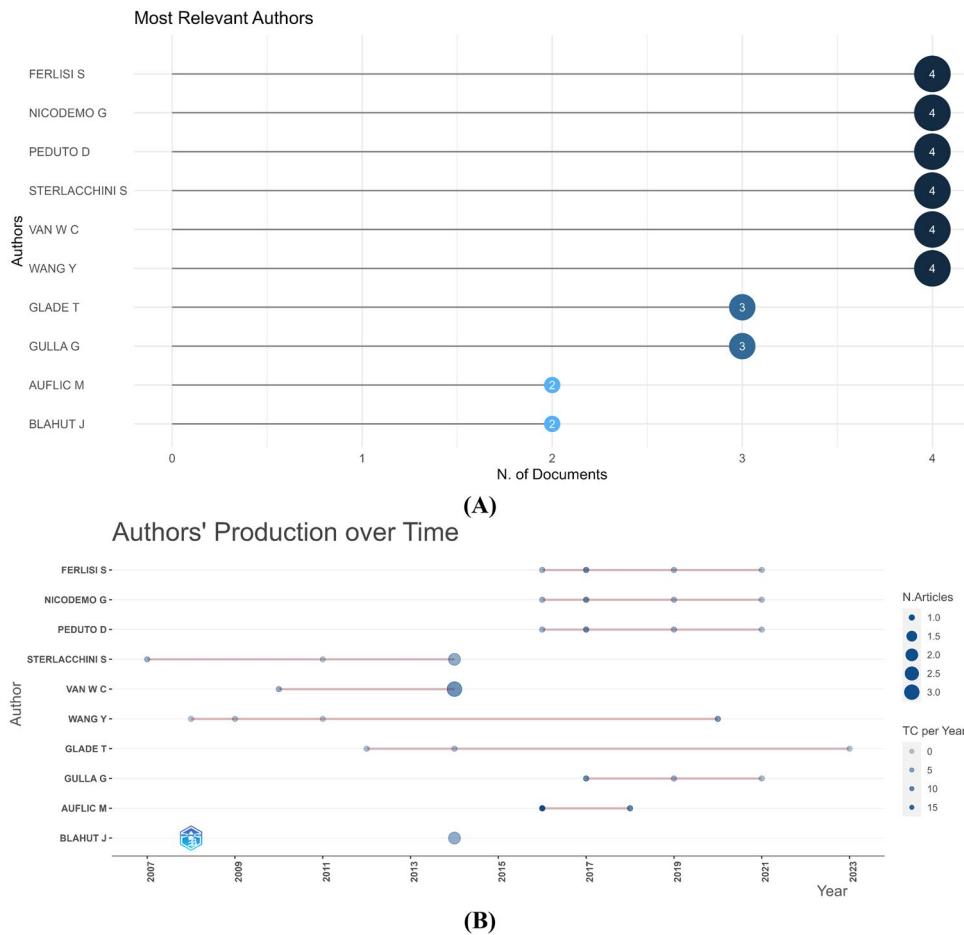 Most Relevant Authors
FERLISI S
4
NICODEMO G
4
PEDUTO D
4
STERLACCHINI S
4
VAN W C
4
WANG Y
4
GLADE T
3
GULLA G
3
AUFLIC M
2
BLAHUT J
2
Authors
0 1 2 3 4
N. of Documents
(A)
Authors' Production over Time
FERLISI S
NICODEMO G
PEDUTO D
STERLACCHINI S
VAN W C
WANG Y
GLADE T
GULLA G
AUFLIC M
BLAHUT J
Author
2007 2009 2011 2013 2015 2017 2019 2021 2023
Year
N.Articles
1.0
1.5
2.0
2.5
3.0
TC per Year
0
5
10
15
(B)